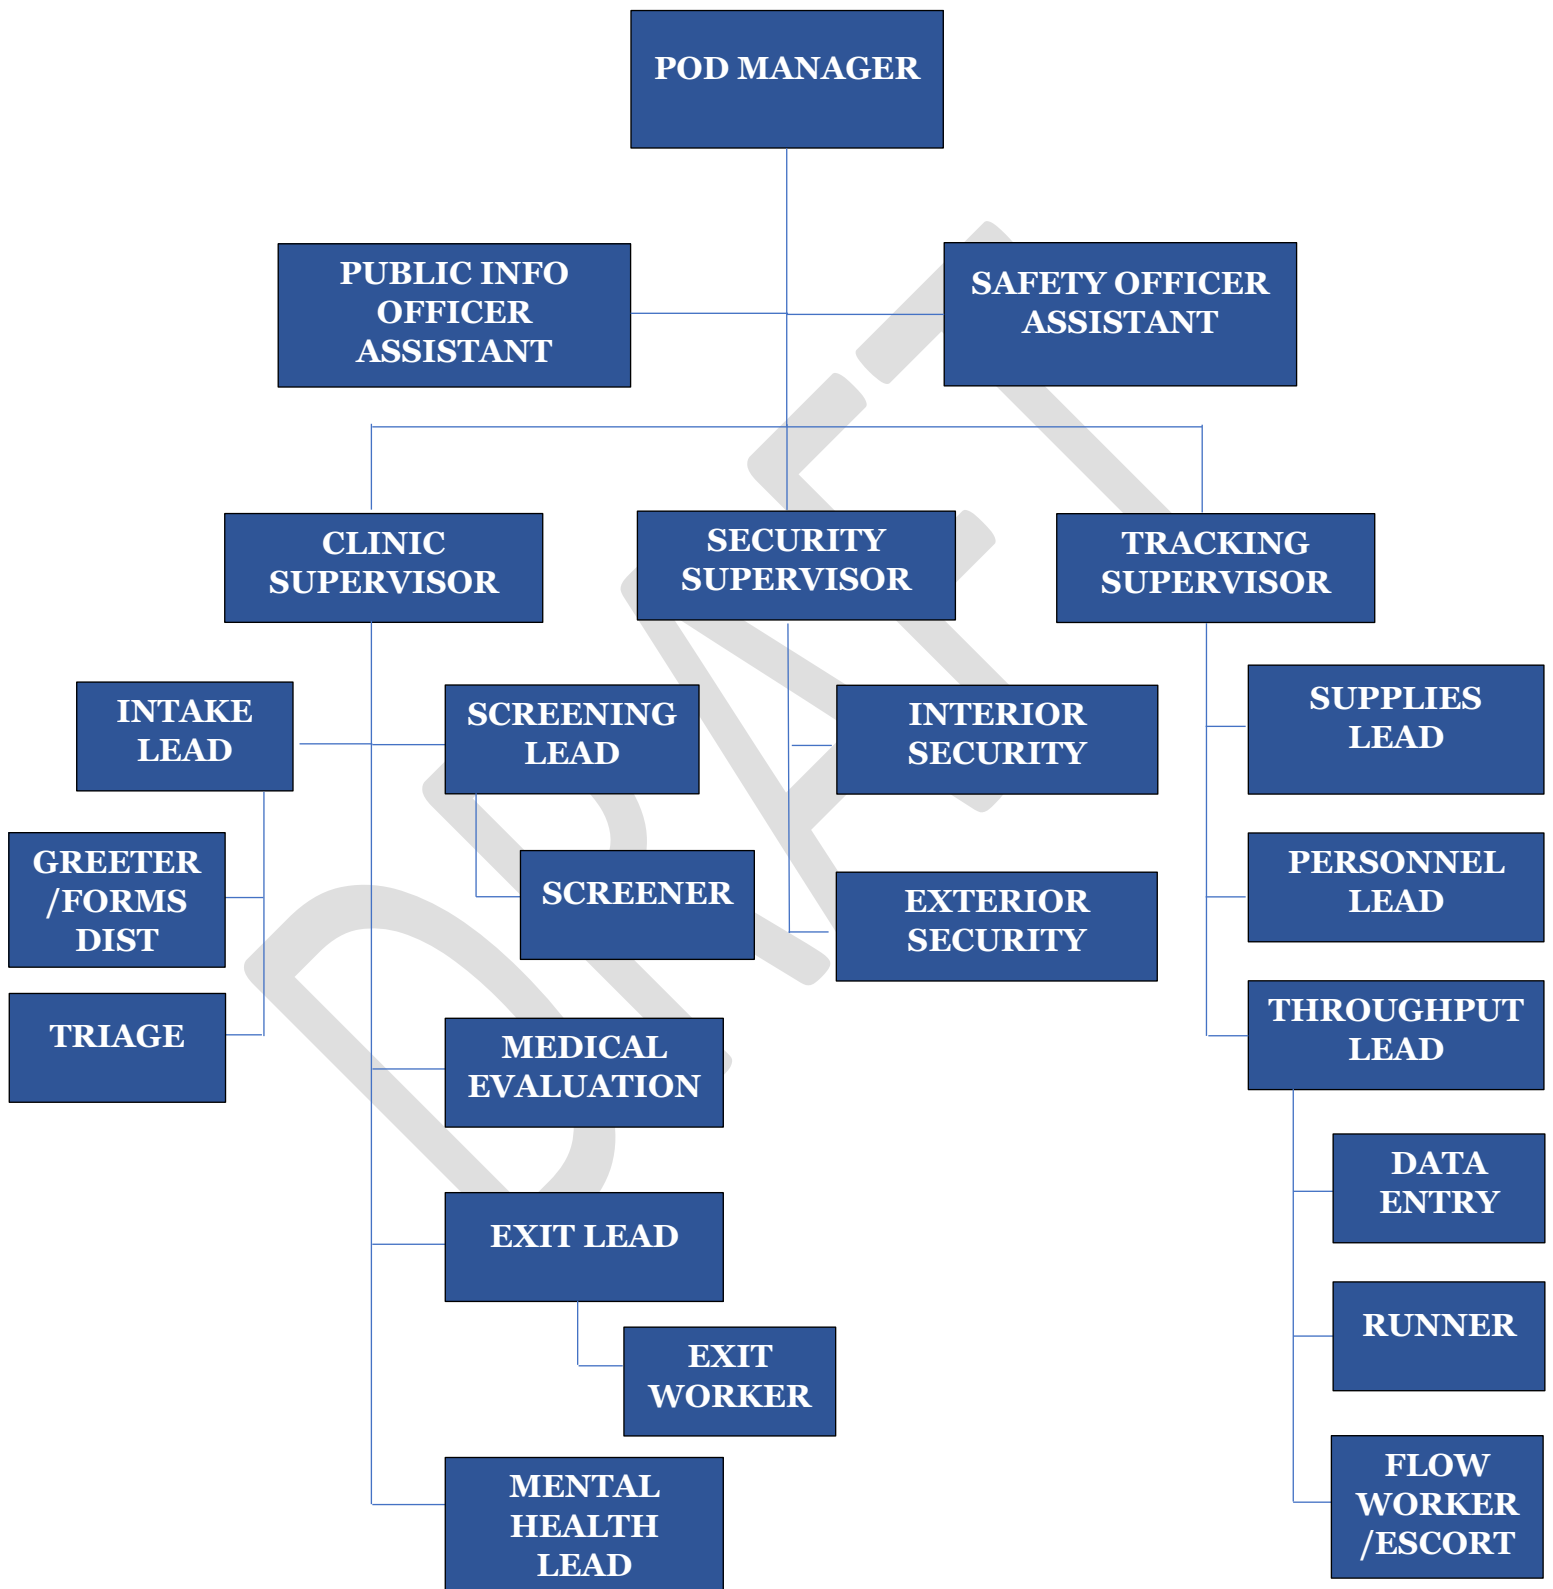 POD MANAGER
PUBLIC INFO
OFFICER
ASSISTANT
SAFETY OFFICER
ASSISTANT
CLINIC
SUPERVISOR
SECURITY
SUPERVISOR
TRACKING
SUPERVISOR
INTAKE
LEAD
SCREENING
LEAD
INTERIOR
SECURITY
SUPPLIES
LEAD
GREETER
/FORMS
DIST
SCREENER
EXTERIOR
SECURITY
PERSONNEL
LEAD
TRIAGE
MEDICAL
EVALUATION
THROUGHPUT
LEAD
DATA
ENTRY
EXIT LEAD
RUNNER
EXIT
WORKER
MENTAL
HEALTH
LEAD
FLOW
WORKER
/ESCORT
DRAFT